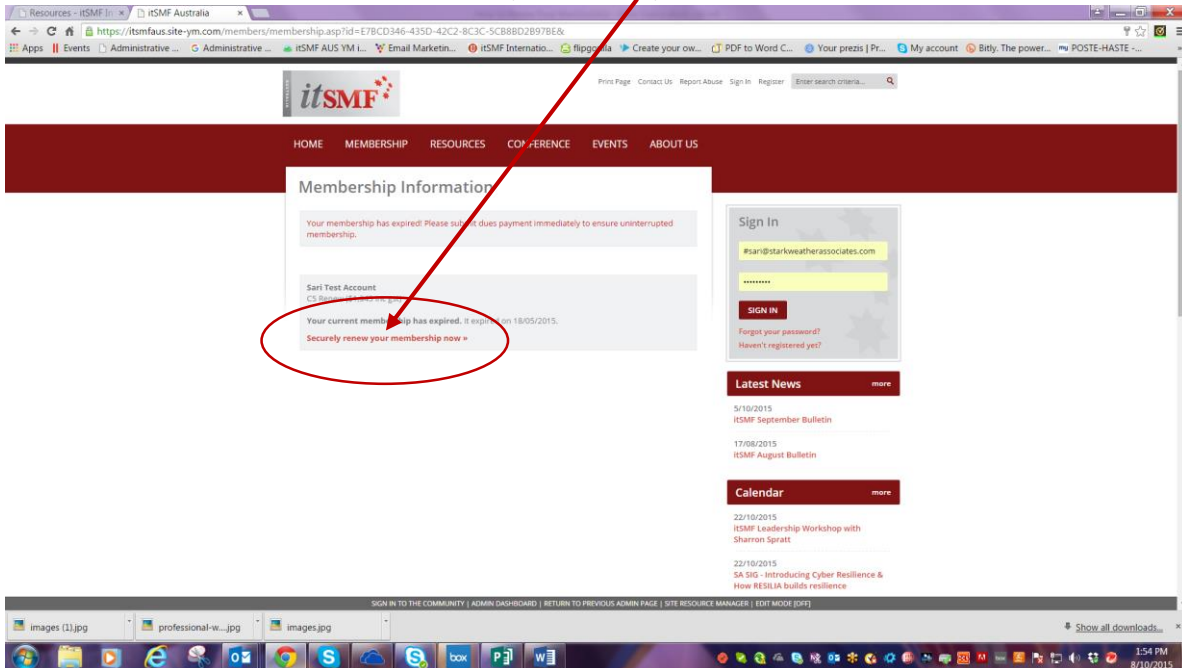 Resources - itSMF In
itSMF Australia
https://itsmfaus.site-ym.com/members/membership.asp?id=E7BCD346-435D-42C2-8C3C-5CB8BD2B97BE&
Apps Events Administrative ... Administrative ... itSMF AUS YM i... Email Marketin... itSMF Internatio... flipgorilla Create your ow... PDF to Word C... Your prezis | Pr... My account Bitly. The power... POSTE-HASTE -...
itSMF
Print Page Contact Us Report Abuse Sign In Register Enter search criteria...
HOME MEMBERSHIP RESOURCES CONFERENCE EVENTS ABOUT US
Membership Information
Your membership has expired! Please submit dues payment immediately to ensure uninterrupted
membership.
Sari Test Account
CS Renew
Your current membership has expired. It expired on 18/05/2015.
Securely renew your membership now »
Sign In
#sari@starkweatherassociates.com
SIGN IN
Forgot your password?
Haven't registered yet?
Latest News more
5/10/2015
itSMF September Bulletin
17/08/2015
itSMF August Bulletin
Calendar more
22/10/2015
itSMF Leadership Workshop with
Sharron Spratt
22/10/2015
SA SIG - Introducing Cyber Resilience &
How RESILIA builds resilience
SIGN IN TO THE COMMUNITY | ADMIN DASHBOARD | RETURN TO PREVIOUS ADMIN PAGE | SITE RESOURCE MANAGER | EDIT MODE [OFF]
images (1).jpg professional-w....jpg images.jpg Show all downloads...
box
1:54 PM
8/10/2015